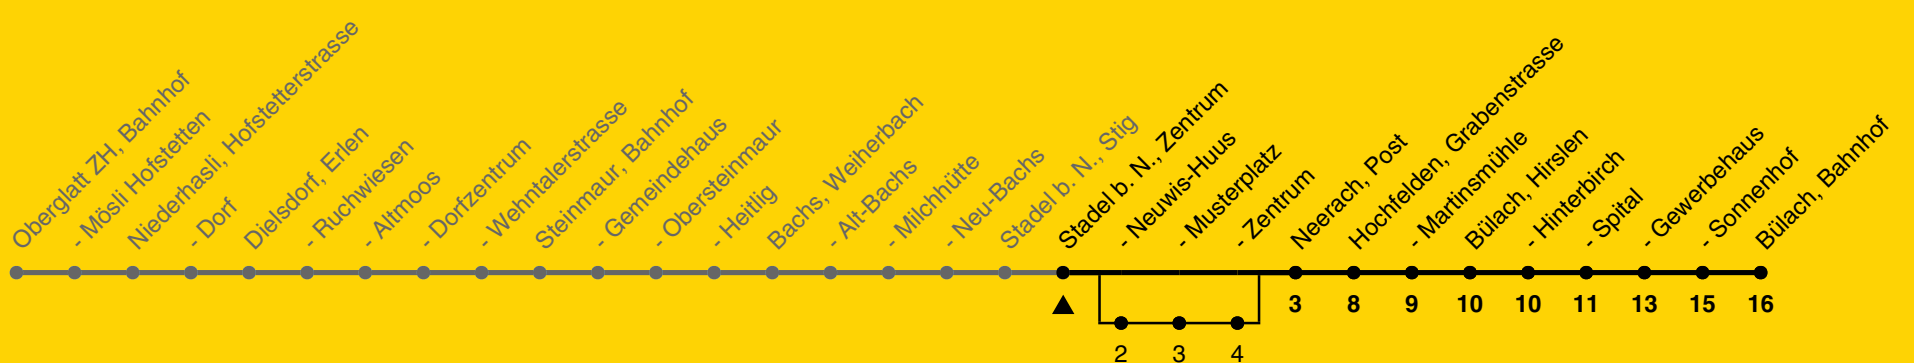 Oberglatt ZH, Bahnhof
- Mösli Hofstetten
Niederhasli, Hofstetterstrasse
- Dorf
Dielsdorf, Erlen
- Ruchwiesen
- Altmoos
- Dorfzentrum
- Wehntalerstrasse
Steinmaur, Bahnhof
- Gemeindehaus
- Obersteinmaur
- Heitlig
Bachs, Weiherbach
- Alt-Bachs
- Milchhütte
- Neu-Bachs
Stadel b. N., Stig
Stadel b. N., Zentrum
- Neuwis-Huus
- Musterplatz
- Zentrum
Neerach, Post
Hochfelden, Grabenstrasse
- Martinsmühle
Bülach, Hirslen
- Hinterbirch
- Spital
- Gewerbehaus
- Sonnenhof
Bülach, Bahnhof
3 8 9 10 10 11 13 15 16
2 3 4